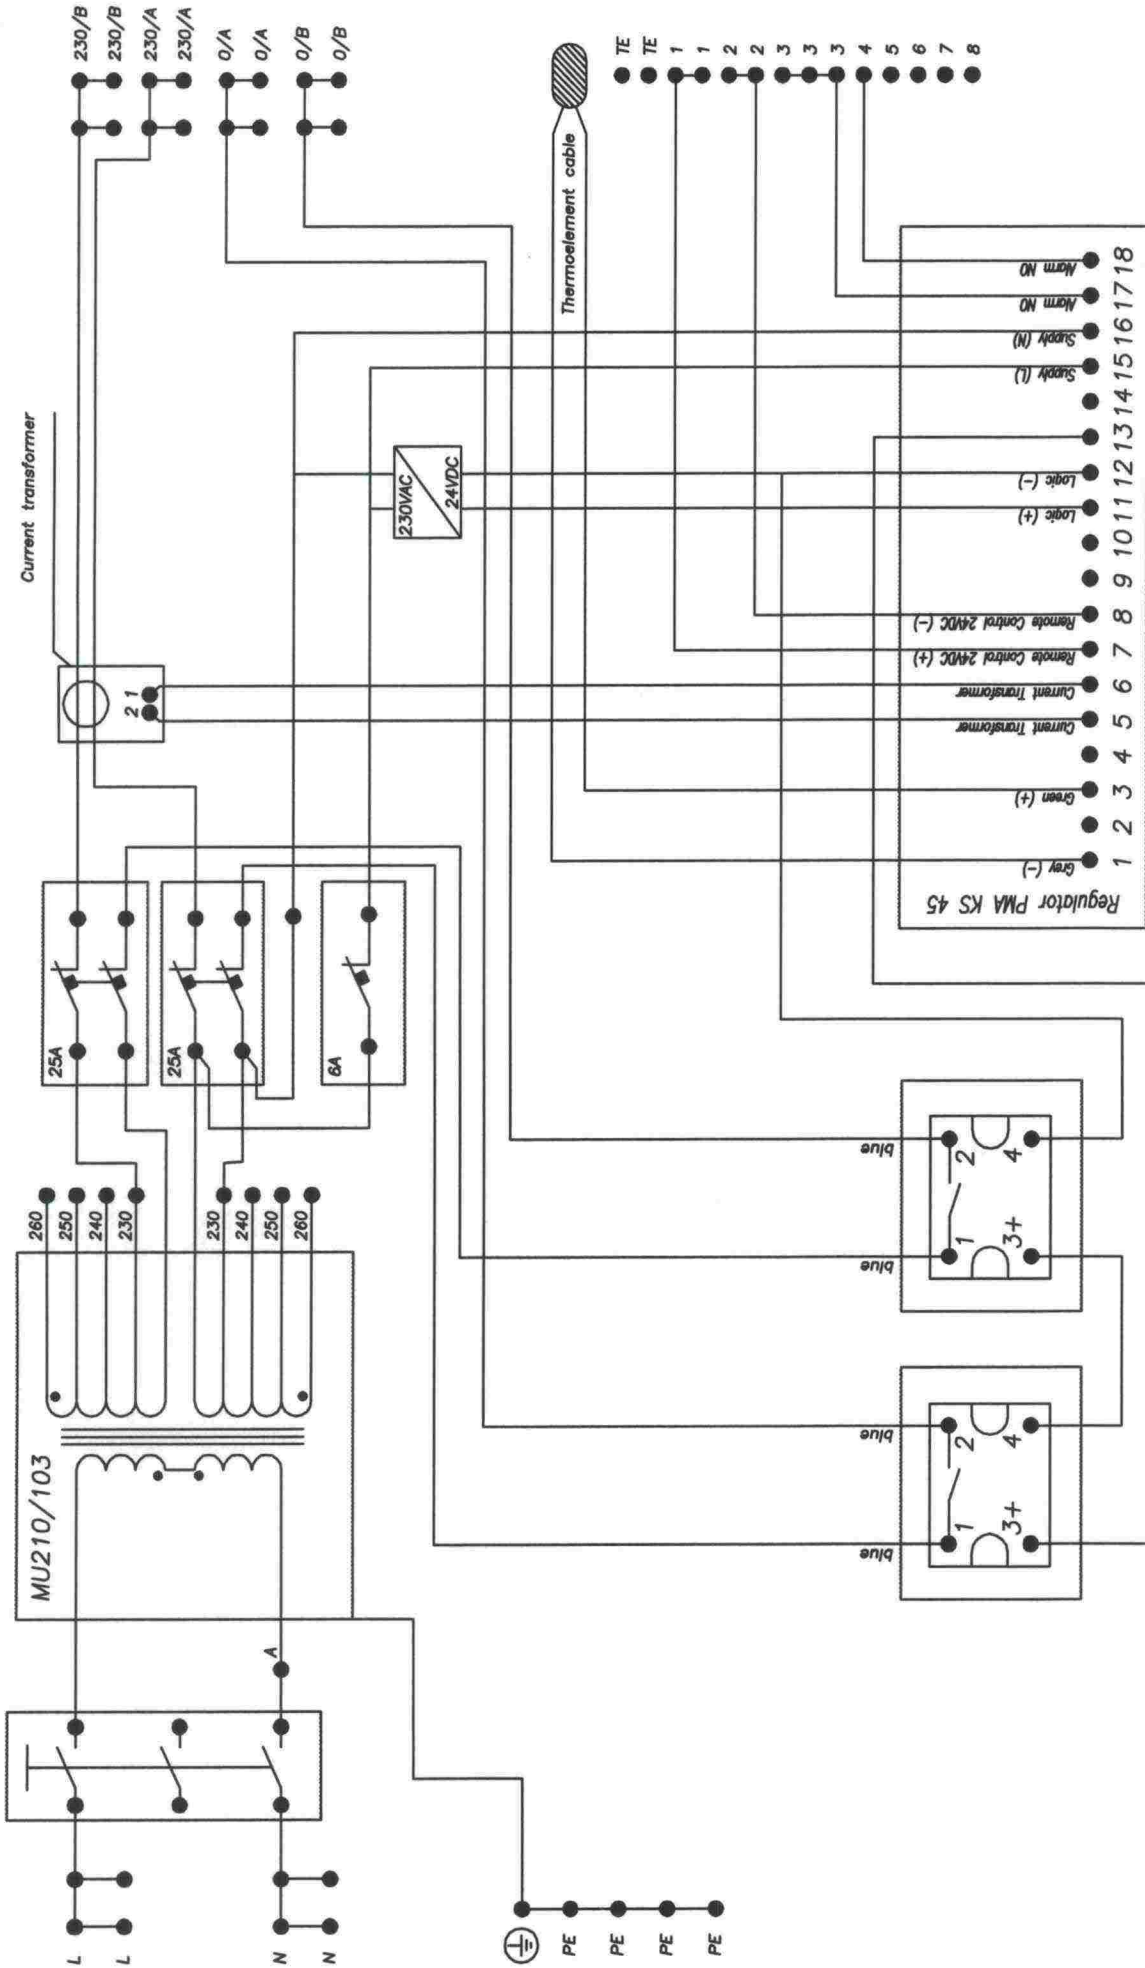 230/B
230/B
230/A
230/A
0/A
0/A
0/B
0/B
TE
TE
1
1
2
2
3
3
3
4
5
6
7
8
Thermoelement cable
Current transformer
2 1
230VAC
24VDC
25A
25A
6A
260
250
240
230
230
240
250
260
MU210/103
A
L
L
N
N
PE
PE
PE
PE
blue
blue
blue
blue
1
2
3+
4
1
2
3+
4
Regulator PMA KS 45
Grey (-)
Green (+)
Current Transformer
Current Transformer
Remote Control 24VDC (+)
Remote Control 24VDC (-)
Logic (+)
Logic (-)
Supply (L)
Supply (N)
Alarm NO
Alarm NO
1 2 3 4 5 6 7 8 9 10 11 12 13 14 15 16 17 18